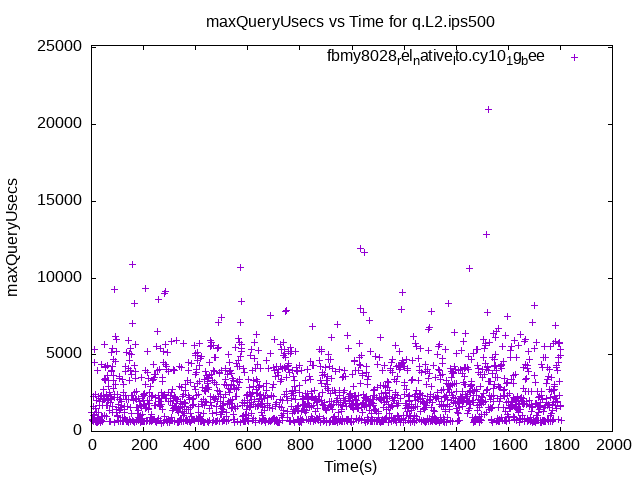 maxQueryUsecs vs Time for q.L2.ips500
25000
fbmy8028relnativelto.cy101gbee
20000
15000
maxQueryUsecs
10000
5000
0
0 200 400 600 800 1000 1200 1400 1600 1800 2000
Time(s)